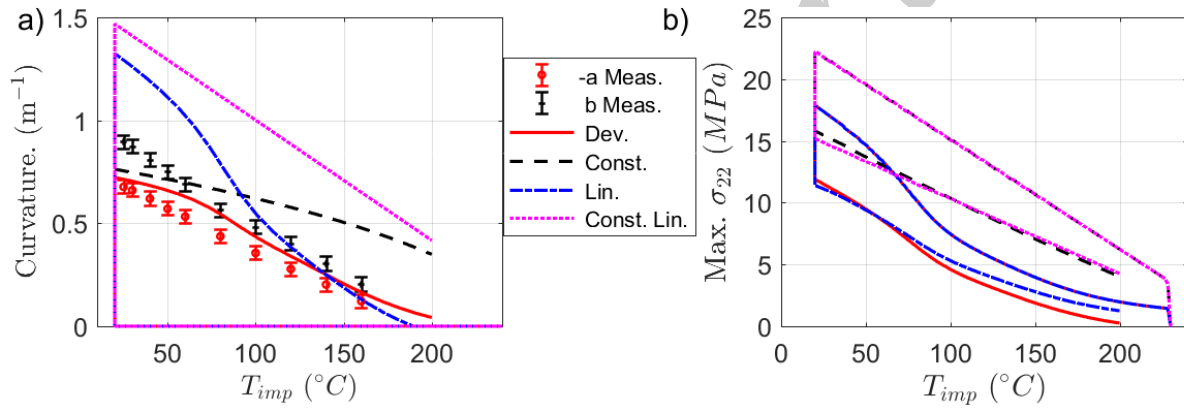 a)
1.5
1
0.5
0
50
100
150
200
Curvature. (m⁻¹)
T_imp (°C)
-a Meas.
b Meas.
Dev.
Const.
Lin.
Const. Lin.
b)
25
20
15
10
5
0
0
50
100
150
200
Max. σ₂₂ (MPa)
T_imp (°C)